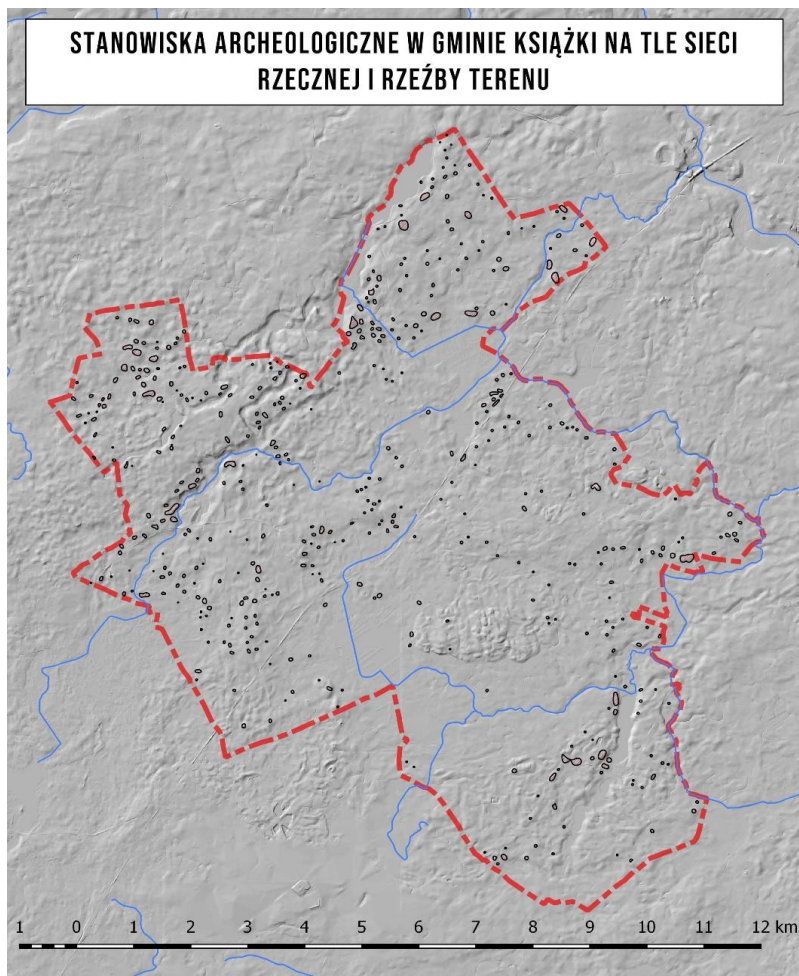 STANOWISKA ARCHEOLOGICZNE W GMINIE KSIĄŻKI NA TLE SIECI
RZECZNEJ I RZEŹBY TERENU
1 0 1 2 3 4 5 6 7 8 9 10 11 12 km